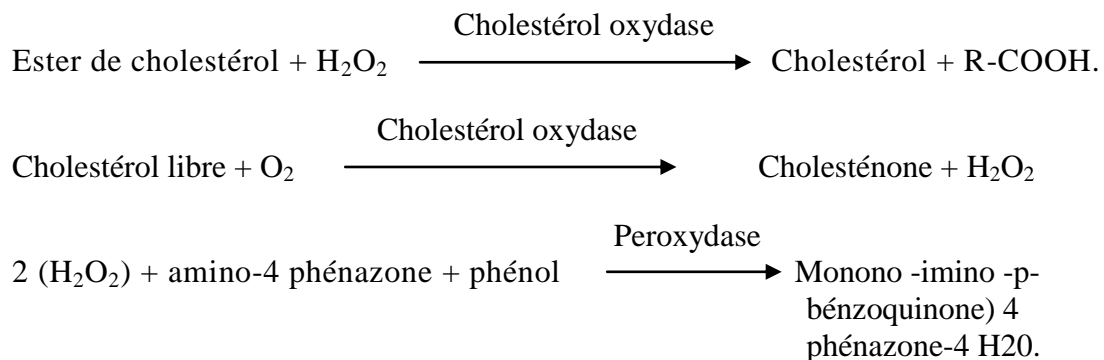 Cholestérol oxydase
Ester de cholestérol + H₂O₂ ⟶ Cholestérol + R-COOH.
Cholestérol oxydase
Cholestérol libre + O₂ ⟶ Cholesténone + H₂O₂
Peroxydase
2 (H₂O₂) + amino-4 phénazone + phénol ⟶ Monono -imino -p-
bénzoquinone) 4
phénazone-4 H20.